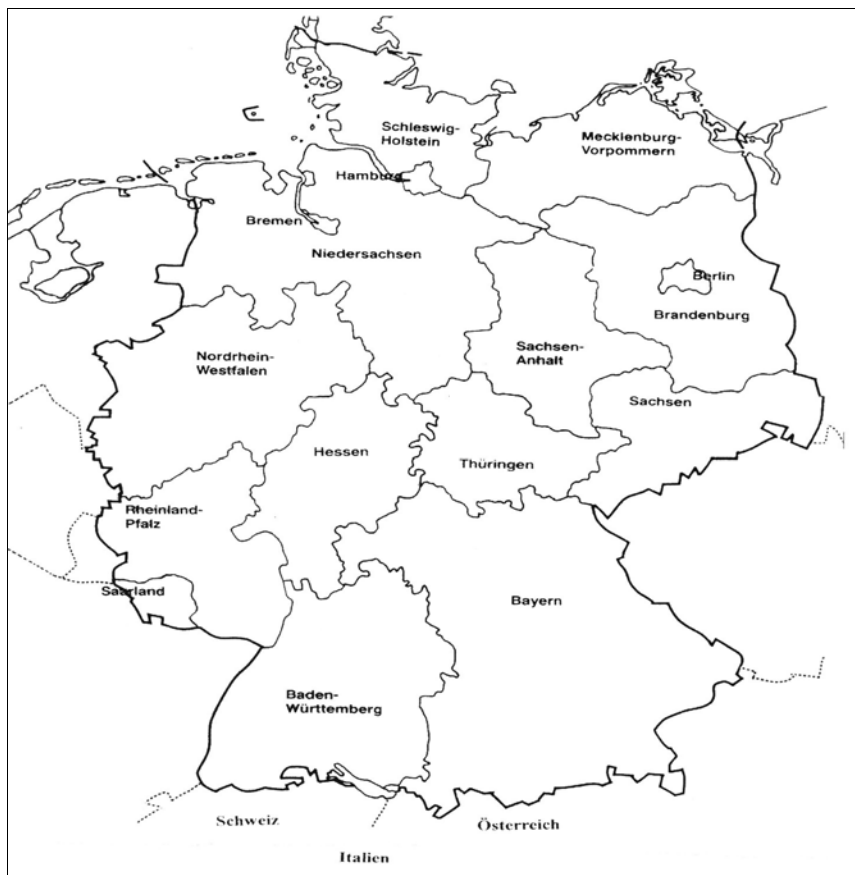 Schleswig-
Holstein
Mecklenburg-
Vorpommern
Hamburg
Bremen
Niedersachsen
Berlin
Brandenburg
Nordrhein-
Westfalen
Sachsen-
Anhalt
Sachsen
Hessen
Thüringen
Rheinland-
Pfalz
Saarland
Bayern
Baden-
Württemberg
Schweiz
Österreich
Italien